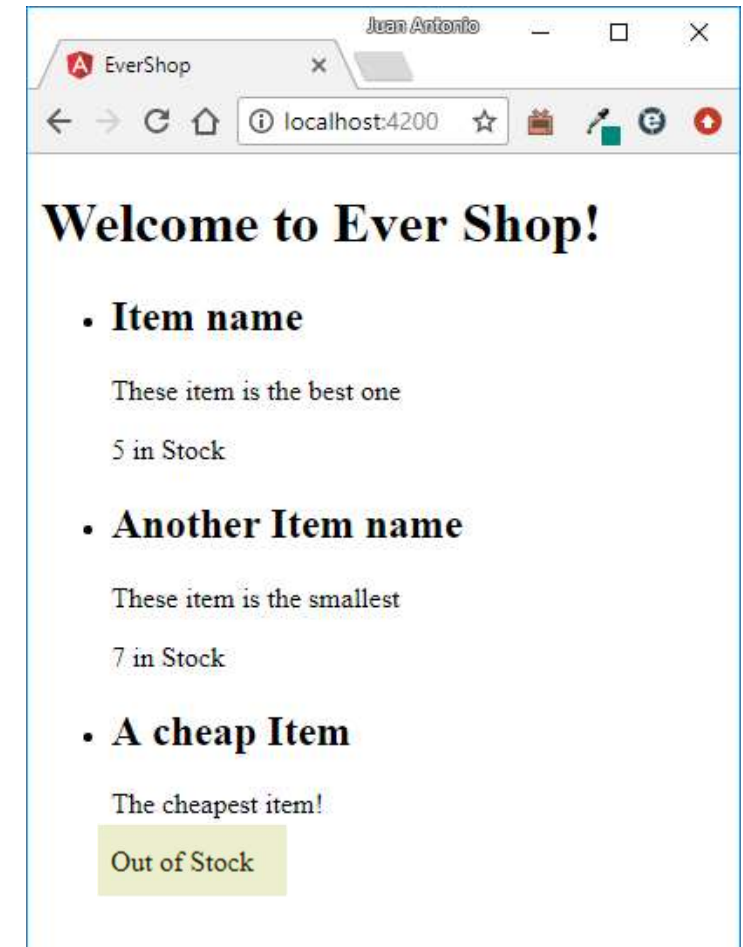 Juan Antonio
EverShop
localhost:4200
Welcome to Ever Shop!
Item name
These item is the best one
5 in Stock
Another Item name
These item is the smallest
7 in Stock
A cheap Item
The cheapest item!
Out of Stock